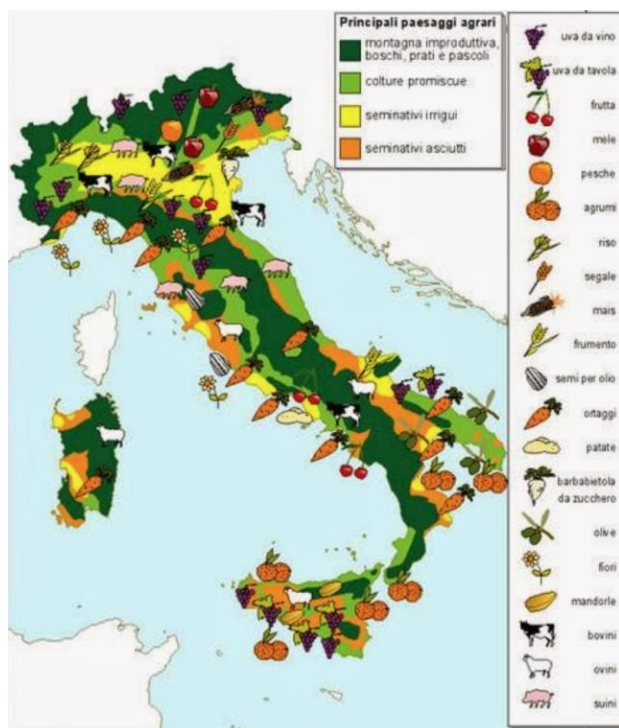 Principali paesaggi agrari
montagna improduttiva,
boschi, prati e pascoli
colture promiscue
seminativi irrigui
seminativi asciutti
uva da vino
uva da tavola
frutta
mele
pesche
agrumi
riso
segale
mais
frumento
semi per olio
ortaggi
patate
barbabietola
da zucchero
olive
fiori
mandorle
bovini
ovini
suini